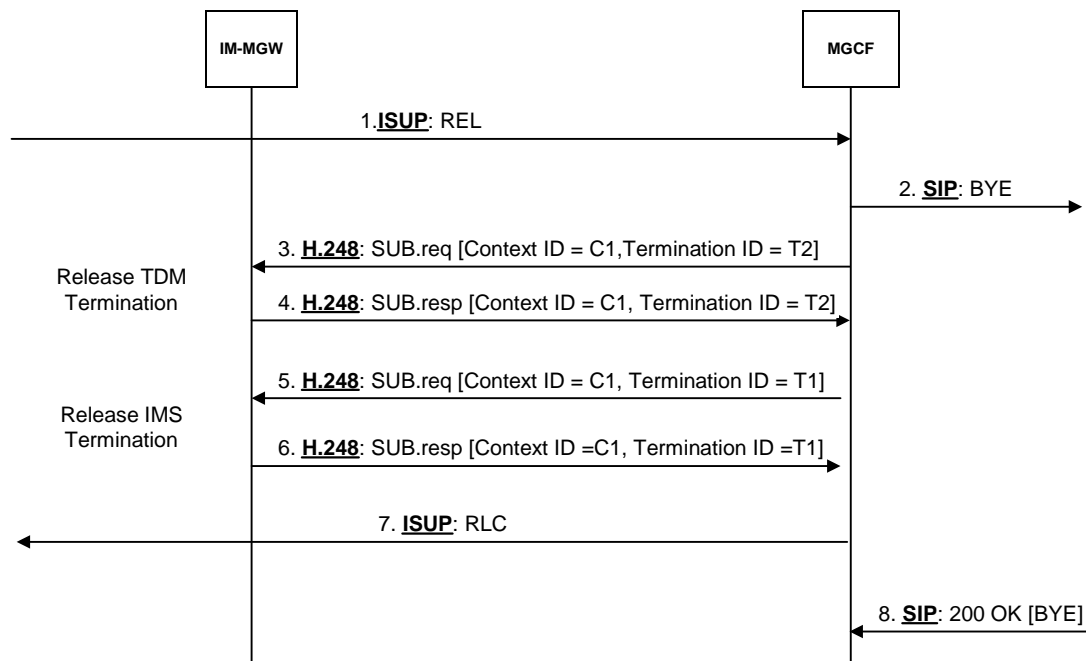 IM-MGW
MGCF
1.ISUP: REL
2. SIP: BYE
3. H.248: SUB.req [Context ID = C1,Termination ID = T2]
Release TDM
Termination
4. H.248: SUB.resp [Context ID = C1, Termination ID = T2]
5. H.248: SUB.req [Context ID = C1, Termination ID = T1]
Release IMS
Termination
6. H.248: SUB.resp [Context ID =C1, Termination ID =T1]
7. ISUP: RLC
8. SIP: 200 OK [BYE]